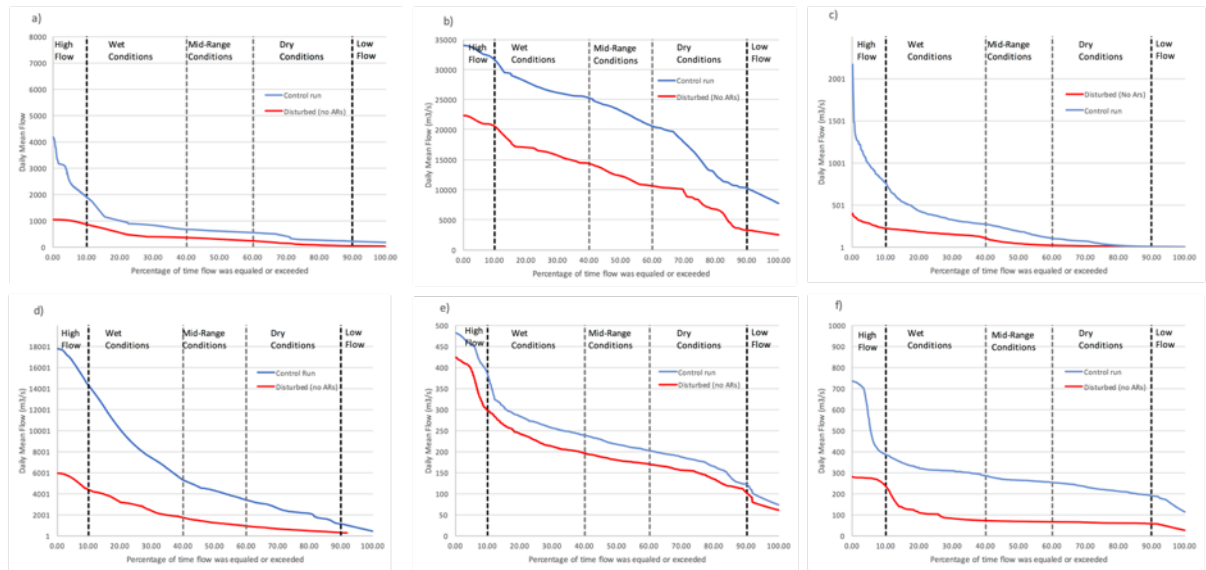 a)
High
Flow
Wet
Conditions
Mid-Range
Conditions
Dry
Conditions
Low
Flow
Control run
Disturbed (no ARs)
Daily Mean Flow
8000
7000
6000
5000
4000
3000
2000
1000
0
0.00 10.00 20.00 30.00 40.00 50.00 60.00 70.00 80.00 90.00 100.00
Percentage of time flow was equaled or exceeded
b)
High
Flow
Wet
Conditions
Mid-Range
Conditions
Dry
Conditions
Low
Flow
Control run
Disturbed (No ARs)
Daily Mean Flow (m3/s)
35000
30000
25000
20000
15000
10000
5000
0
0.00 10.00 20.00 30.00 40.00 50.00 60.00 70.00 80.00 90.00 100.00
Percentage of time flow was equaled or exceeded
c)
High
Flow
Wet
Conditions
Mid-Range
Conditions
Dry
Conditions
Low
Flow
Disturbed (No Ars)
Control run
Daily Mean Flow (m3/s)
2001
1501
1001
501
1
0.00 10.00 20.00 30.00 40.00 50.00 60.00 70.00 80.00 90.00 100.00
Percentage of time flow was equaled or exceeded
d)
High
Flow
Wet
Conditions
Mid-Range
Conditions
Dry
Conditions
Low
Flow
Control Run
Disturbed (no ARs)
Daily Mean Flow (m3/s)
18001
16001
14001
12001
10001
8001
6001
4001
2001
1
0.00 10.00 20.00 30.00 40.00 50.00 60.00 70.00 80.00 90.00 100.00
Percentage of time flow was equaled or exceeded
e)
High
Flow
Wet
Conditions
Mid-Range
Conditions
Dry
Conditions
Low
Flow
Control run
Disturbed (no ARs)
Daily Mean Flow (m3/s)
500
450
400
350
300
250
200
150
100
50
0
0.00 10.00 20.00 30.00 40.00 50.00 60.00 70.00 80.00 90.00 100.00
Percentage of time flow was equaled or exceeded
f)
High
Flow
Wet
Conditions
Mid-Range
Conditions
Dry
Conditions
Low
Flow
Control run
Disturbed (no ARs)
Daily Mean Flow (m3/s)
1000
900
800
700
600
500
400
300
200
100
0
0.00 10.00 20.00 30.00 40.00 50.00 60.00 70.00 80.00 90.00 100.00
Percentage of time flow was equaled or exceeded